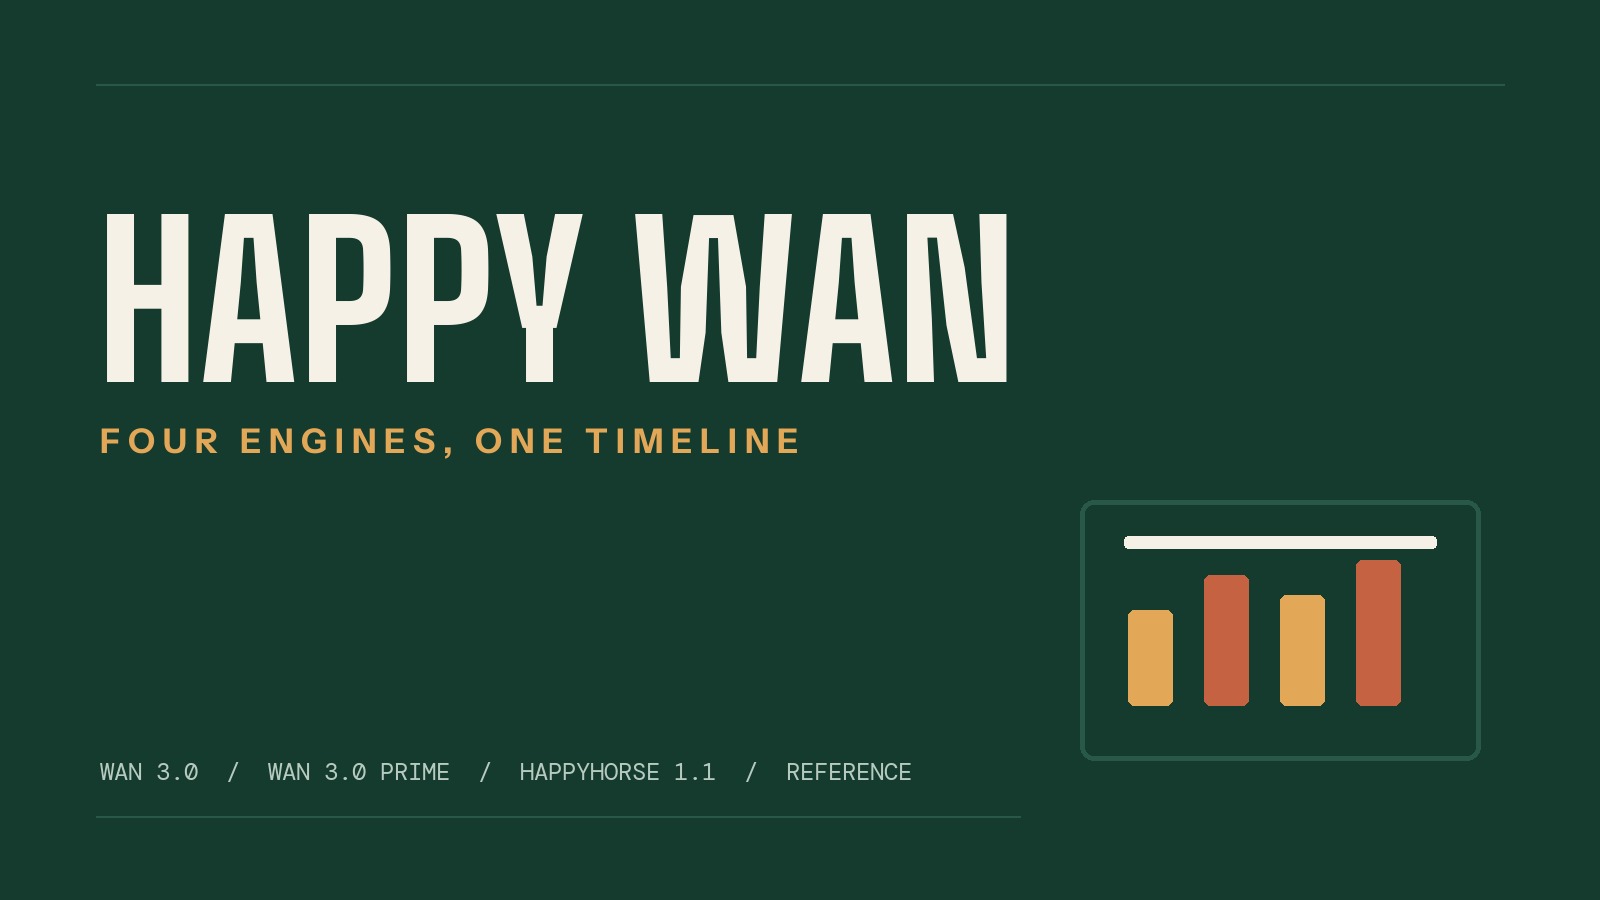 HAPPY WAN
FOUR ENGINES, ONE TIMELINE
WAN 3.0 / WAN 3.0 PRIME / HAPPYHORSE 1.1 / REFERENCE